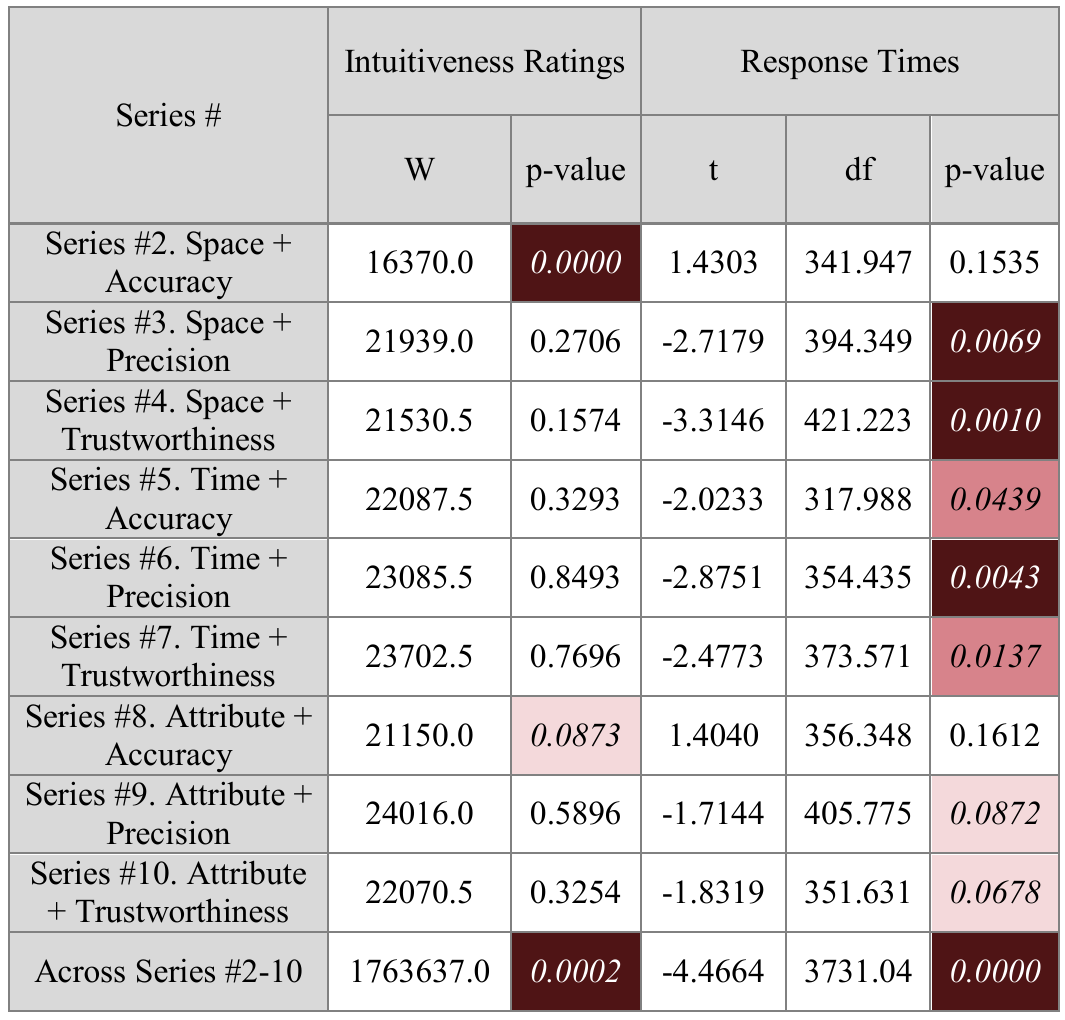 Series #
Intuitiveness Ratings
Response Times
W
p-value
t
df
p-value
Series #2. Space +
Accuracy
16370.0
0.0000
1.4303
341.947
0.1535
Series #3. Space +
Precision
21939.0
0.2706
-2.7179
394.349
0.0069
Series #4. Space +
Trustworthiness
21530.5
0.1574
-3.3146
421.223
0.0010
Series #5. Time +
Accuracy
22087.5
0.3293
-2.0233
317.988
0.0439
Series #6. Time +
Precision
23085.5
0.8493
-2.8751
354.435
0.0043
Series #7. Time +
Trustworthiness
23702.5
0.7696
-2.4773
373.571
0.0137
Series #8. Attribute +
Accuracy
21150.0
0.0873
1.4040
356.348
0.1612
Series #9. Attribute +
Precision
24016.0
0.5896
-1.7144
405.775
0.0872
Series #10. Attribute
+ Trustworthiness
22070.5
0.3254
-1.8319
351.631
0.0678
Across Series #2-10
1763637.0
0.0002
-4.4664
3731.04
0.0000